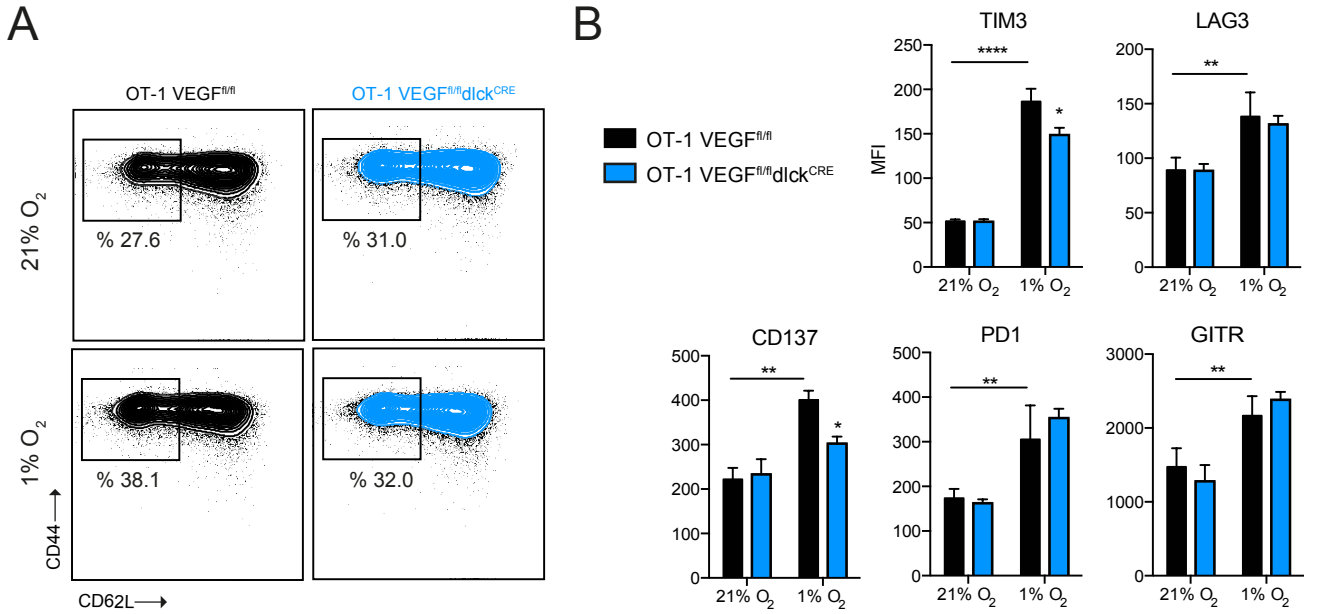 A
OT-1 VEGFfl/fl
OT-1 VEGFfl/fldlckCRE
21% O2
% 27.6
% 31.0
1% O2
% 38.1
% 32.0
CD44
CD62L
B
OT-1 VEGFfl/fl
OT-1 VEGFfl/fldlckCRE
TIM3
MFI
250
200
150
100
50
0
****
*
21% O2
1% O2
LAG3
200
150
100
50
0
**
21% O2
1% O2
CD137
500
400
300
200
100
0
**
*
21% O2
1% O2
PD1
500
400
300
200
100
0
**
21% O2
1% O2
GITR
3000
2000
1000
0
**
21% O2
1% O2